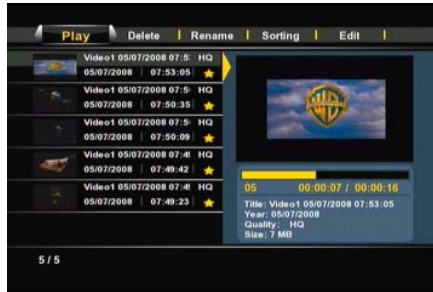 Play Delete Rename Sorting Edit
Video1 05/07/2008 07:5 HQ
05/07/2008 07:53:05
Video1 05/07/2008 07:5 HQ
05/07/2008 07:50:35
Video1 05/07/2008 07:5 HQ
05/07/2008 07:50:09
Video1 05/07/2008 07:4 HQ
05/07/2008 07:49:42
Video1 05/07/2008 07:4 HQ
05/07/2008 07:49:23
WB
05 00:00:07 / 00:00:16
Title: Video1 05/07/2008 07:53:05
Year: 05/07/2008
Quality: HQ
Size: 7 MB
5 / 5